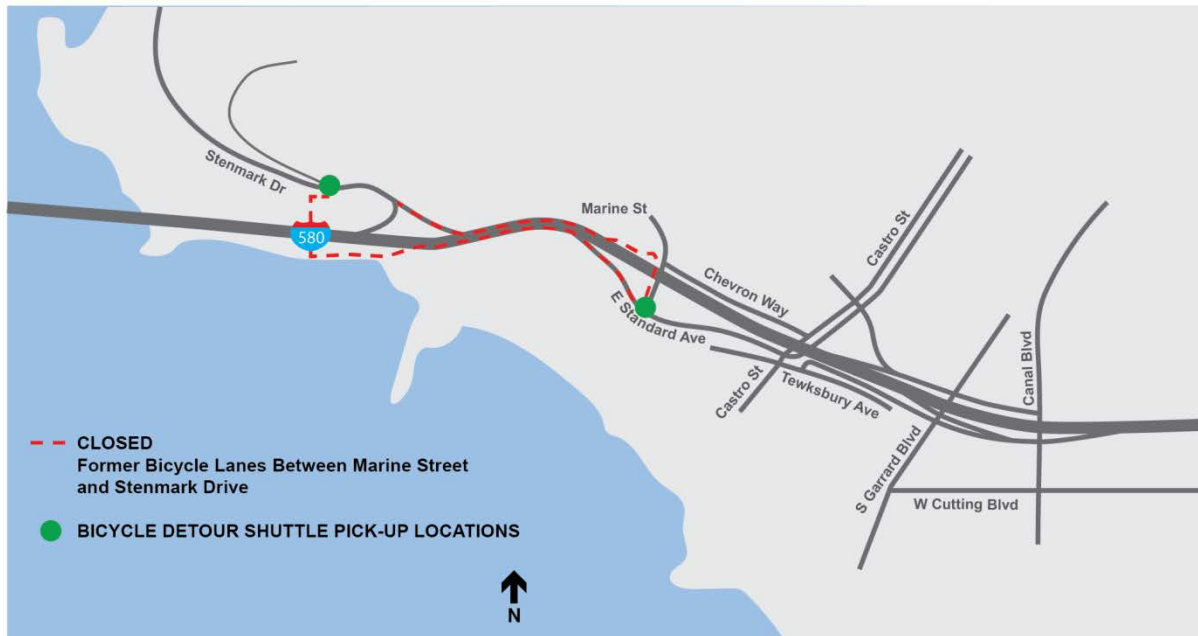 Stenmark Dr
580
Marine St
Castro St
Chevron Way
E Standard Ave
Castro St
Tewksbury Ave
Canal Blvd
S Garrard Blvd
W Cutting Blvd
CLOSED
Former Bicycle Lanes Between Marine Street
and Stenmark Drive
BICYCLE DETOUR SHUTTLE PICK-UP LOCATIONS
N